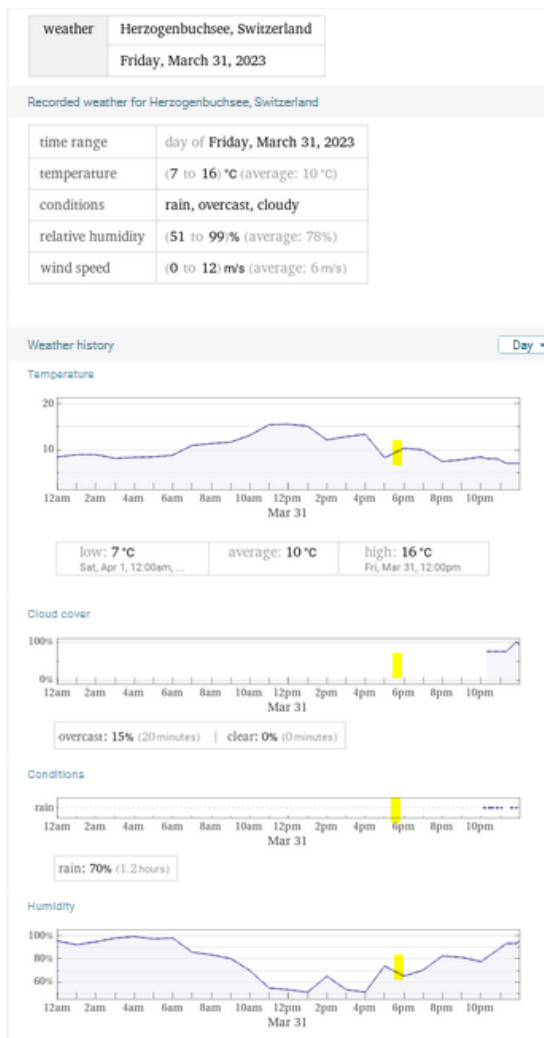 weather Herzogenbuchsee, Switzerland
Friday, March 31, 2023
Recorded weather for Herzogenbuchsee, Switzerland
time range day of Friday, March 31, 2023
temperature (7 to 16) °C (average: 10 °C)
conditions rain, overcast, cloudy
relative humidity (51 to 99)% (average: 78%)
wind speed (0 to 12) m/s (average: 6 m/s)
Weather history Day
Temperature
20
10
12am 2am 4am 6am 8am 10am 12pm 2pm 4pm 6pm 8pm 10pm
Mar 31
low: 7 °C average: 10 °C high: 16 °C
Sat, Apr 1, 12:00am, ... Fri, Mar 31, 12:00pm
Cloud cover
100%
0%
12am 2am 4am 6am 8am 10am 12pm 2pm 4pm 6pm 8pm 10pm
Mar 31
overcast: 15% (20 minutes) | clear: 0% (0 minutes)
Conditions
rain
12am 2am 4am 6am 8am 10am 12pm 2pm 4pm 6pm 8pm 10pm
Mar 31
rain: 70% (1.2 hours)
Humidity
100%
80%
60%
12am 2am 4am 6am 8am 10am 12pm 2pm 4pm 6pm 8pm 10pm
Mar 31